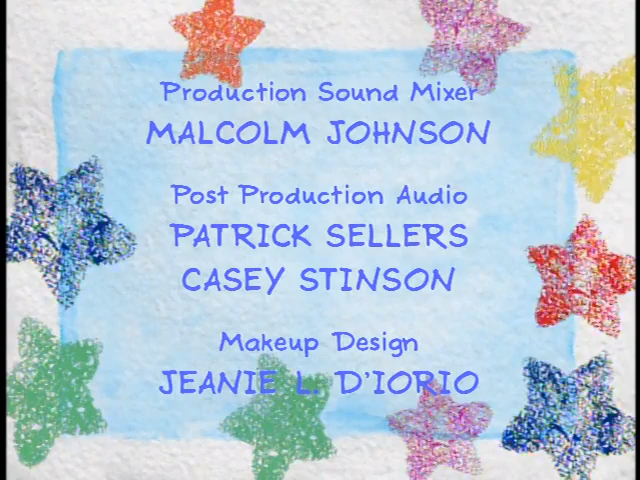 Production Sound Mixer
MALCOLM JOHNSON
Post Production Audio
PATRICK SELLERS
CASEY STINSON
Makeup Design
JEANIE L. D'IORIO